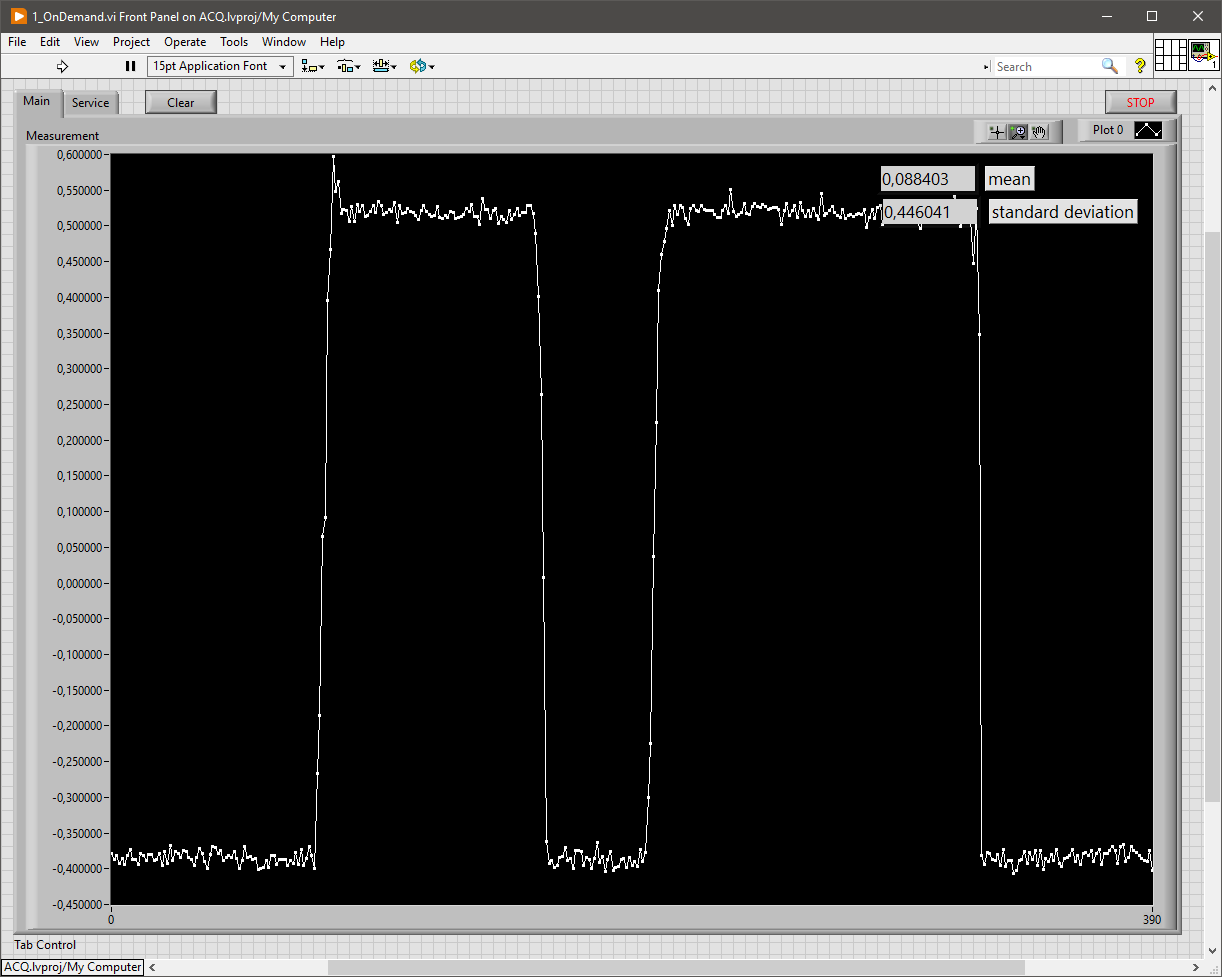 1_OnDemand.vi Front Panel on ACQ.lvproj/My Computer
File Edit View Project Operate Tools Window Help
15pt Application Font
Search
?
1
Main Service Clear STOP
Measurement
Plot 0
0,600000
0,550000
0,500000
0,450000
0,400000
0,350000
0,300000
0,250000
0,200000
0,150000
0,100000
0,050000
0,000000
-0,050000
-0,100000
-0,150000
-0,200000
-0,250000
-0,300000
-0,350000
-0,400000
-0,450000
0,088403 mean
0,446041 standard deviation
0 390
Tab Control
ACQ.lvproj/My Computer